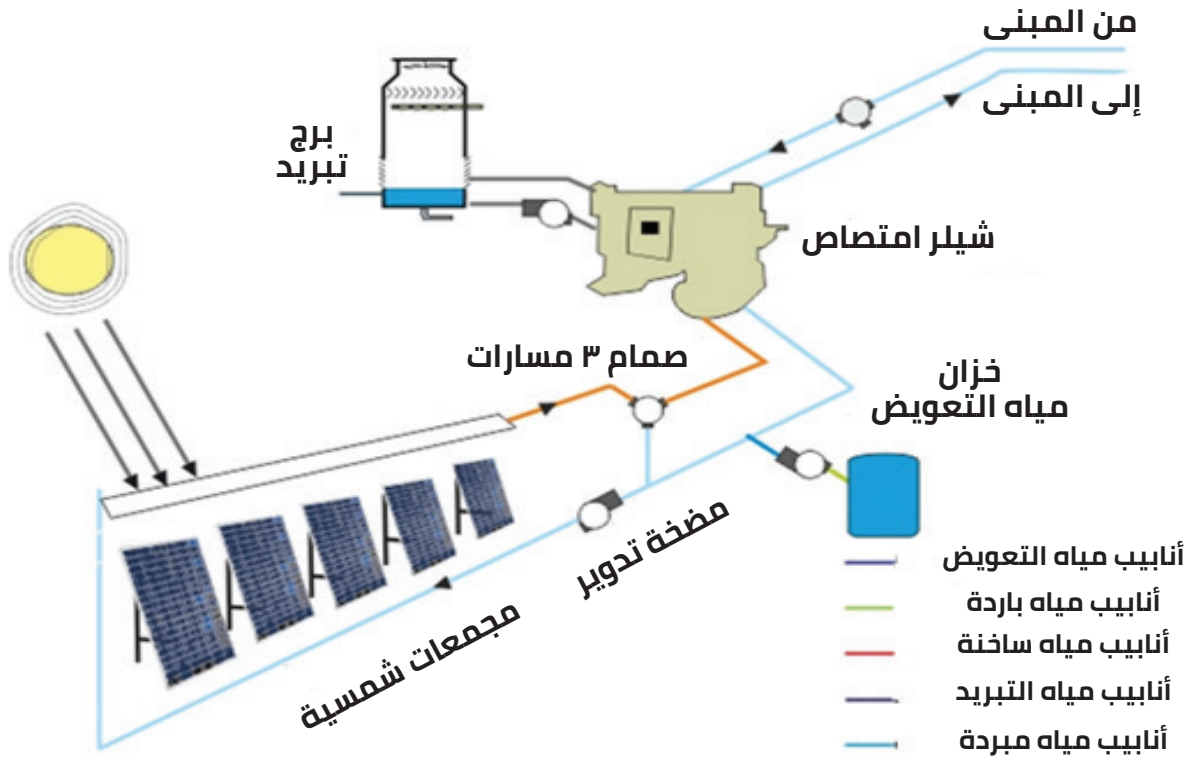 من المبنى
إلى المبنى
برج
تبريد
شيلر امتصاص
صمام ٣ مسارات
خزان
مياه التعويض
مضخة تدوير
مجمعات شمسية
أنابيب مياه التعويض
أنابيب مياه باردة
أنابيب مياه ساخنة
أنابيب مياه التبريد
أنابيب مياه مبردة